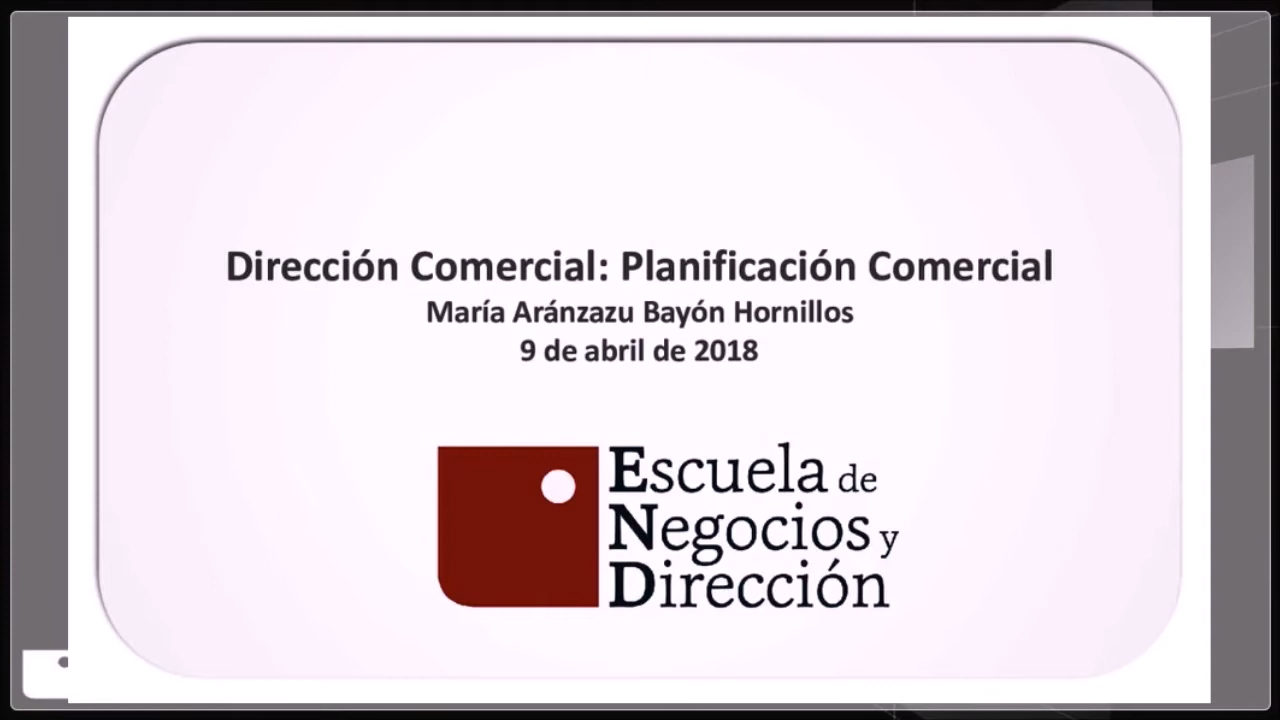 Dirección Comercial: Planificación Comercial
María Aránzazu Bayón Hornillos
9 de abril de 2018
Escuela de
Negocios y
Dirección